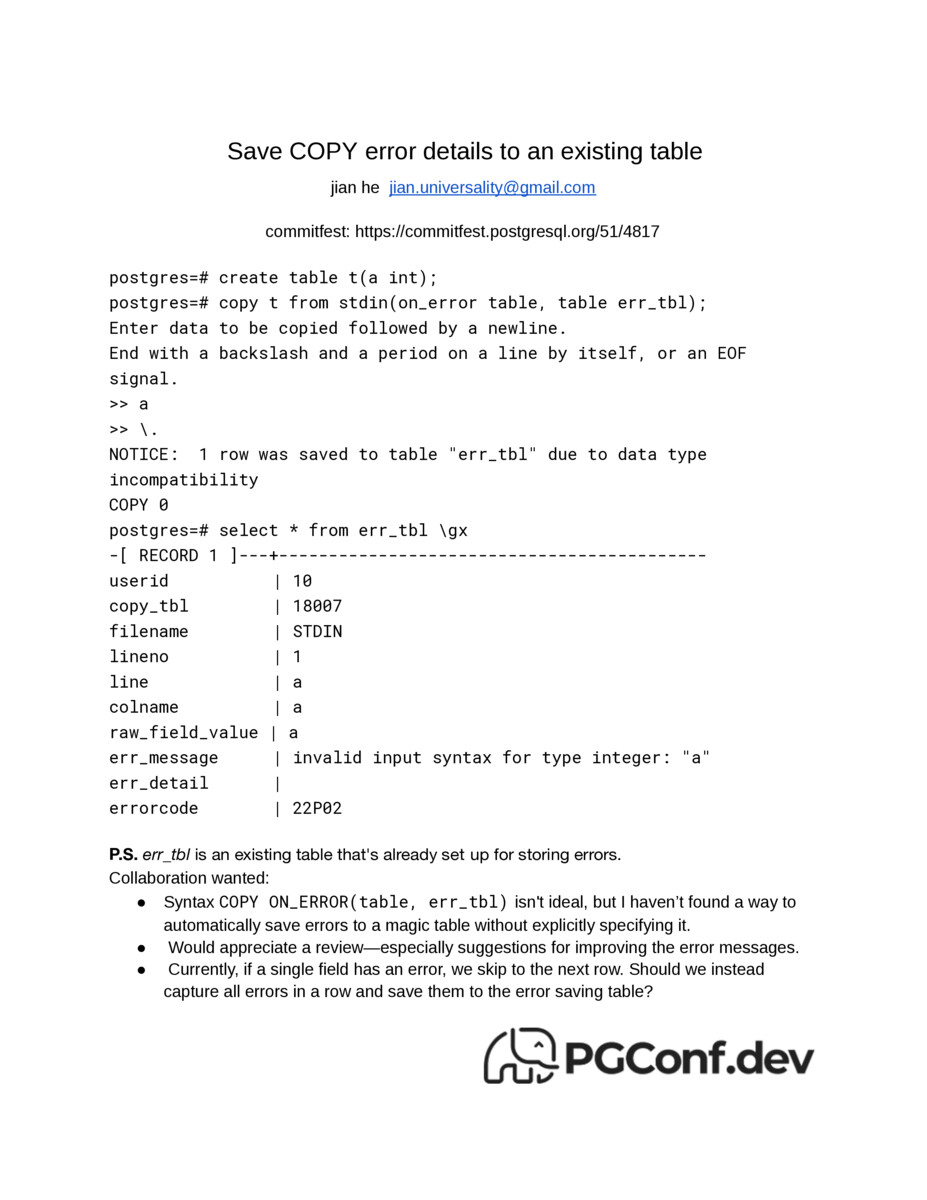 Save COPY error details to an existing table
jian he  jian.universality@gmail.com
commitfest: https://commitfest.postgresql.org/51/4817
postgres=# create table t(a int);
postgres=# copy t from stdin(on_error table, table err_tbl);
Enter data to be copied followed by a newline.
End with a backslash and a period on a line by itself, or an EOF
signal.
>> a
>> \.
NOTICE:  1 row was saved to table "err_tbl" due to data type
incompatibility
COPY 0
postgres=# select * from err_tbl \gx
-[ RECORD 1 ]---+-------------------------------------------
userid          | 10
copy_tbl        | 18007
filename        | STDIN
lineno          | 1
line            | a
colname         | a
raw_field_value | a
err_message     | invalid input syntax for type integer: "a"
err_detail      |
errorcode       | 22P02
P.S. err_tbl is an existing table that's already set up for storing errors.
Collaboration wanted:
● Syntax COPY ON_ERROR(table, err_tbl) isn't ideal, but I haven’t found a way to
automatically save errors to a magic table without explicitly specifying it.
● Would appreciate a review—especially suggestions for improving the error messages.
● Currently, if a single field has an error, we skip to the next row. Should we instead
capture all errors in a row and save them to the error saving table?
PGConf.dev